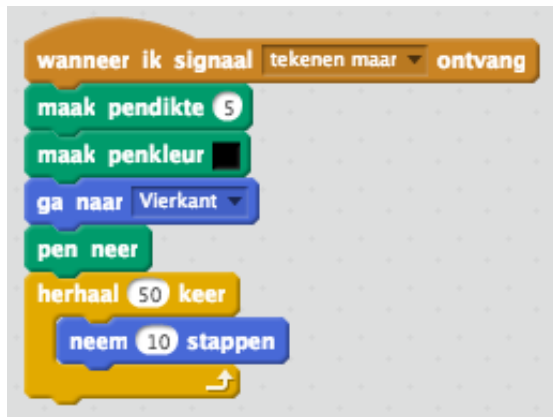 wanneer ik signaal tekenen maar ontvang
maak pendikte 5
maak penkleur
ga naar Vierkant
pen neer
herhaal 50 keer
neem 10 stappen